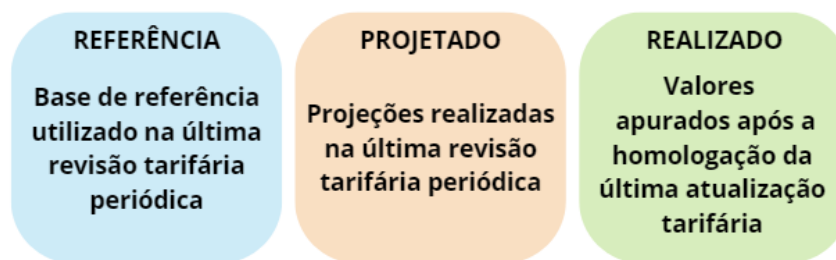 REFERÊNCIA
Base de referência
utilizado na última
revisão tarifária
periódica
PROJETADO
Projeções realizadas
na última revisão
tarifária periódica
REALIZADO
Valores
apurados após a
homologação da
última atualização
tarifária